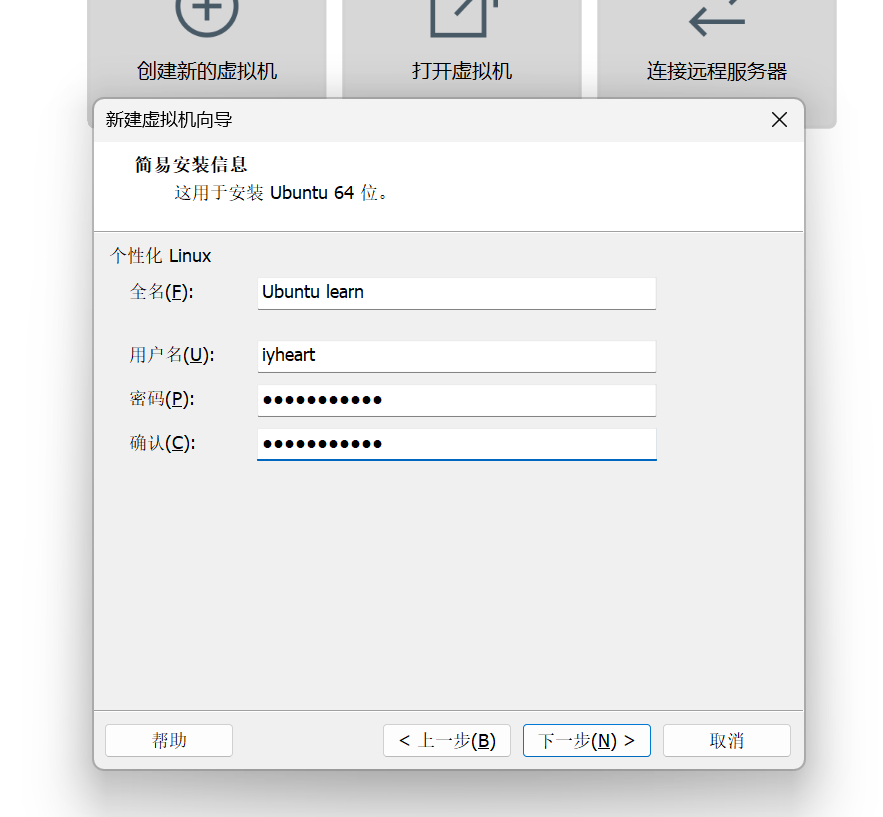 创建新的虚拟机
打开虚拟机
连接远程服务器
新建虚拟机向导
简易安装信息
这用于安装 Ubuntu 64 位。
个性化 Linux
全名(F):
Ubuntu learn
用户名(U):
iyheart
密码(P):
●●●●●●●●●●●
确认(C):
●●●●●●●●●●●
帮助
< 上一步(B)
下一步(N) >
取消